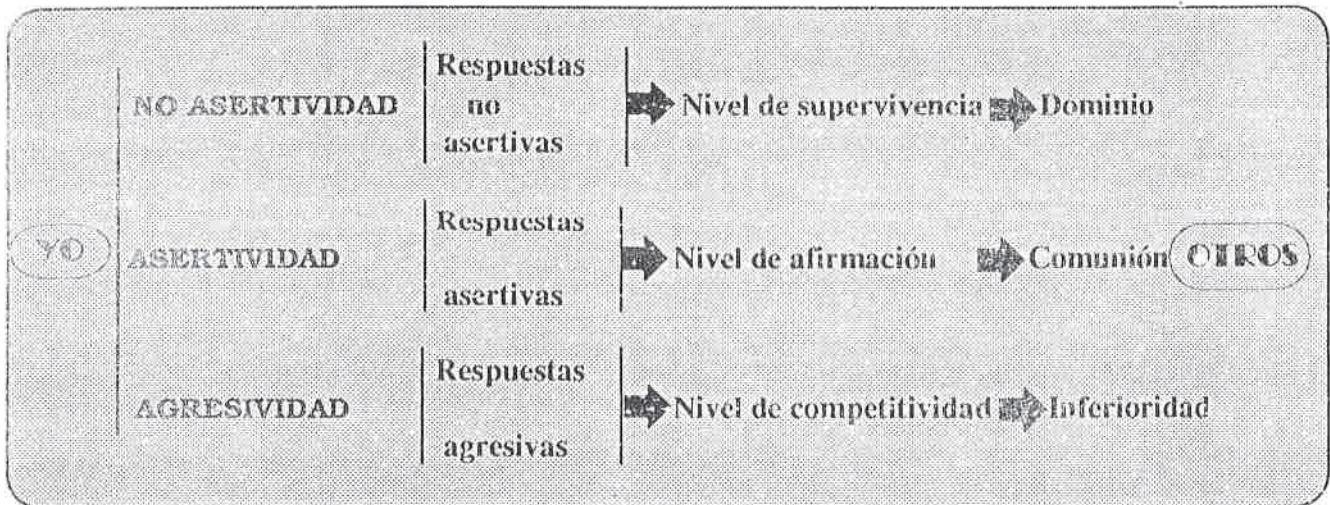 NO ASERTIVIDAD
Respuestas
no
asertivas
Nivel de supervivencia
Dominio
YO
ASERTIVIDAD
Respuestas
asertivas
Nivel de afirmación
Comunión
OTROS
AGRESIVIDAD
Respuestas
agresivas
Nivel de competitividad
Inferioridad